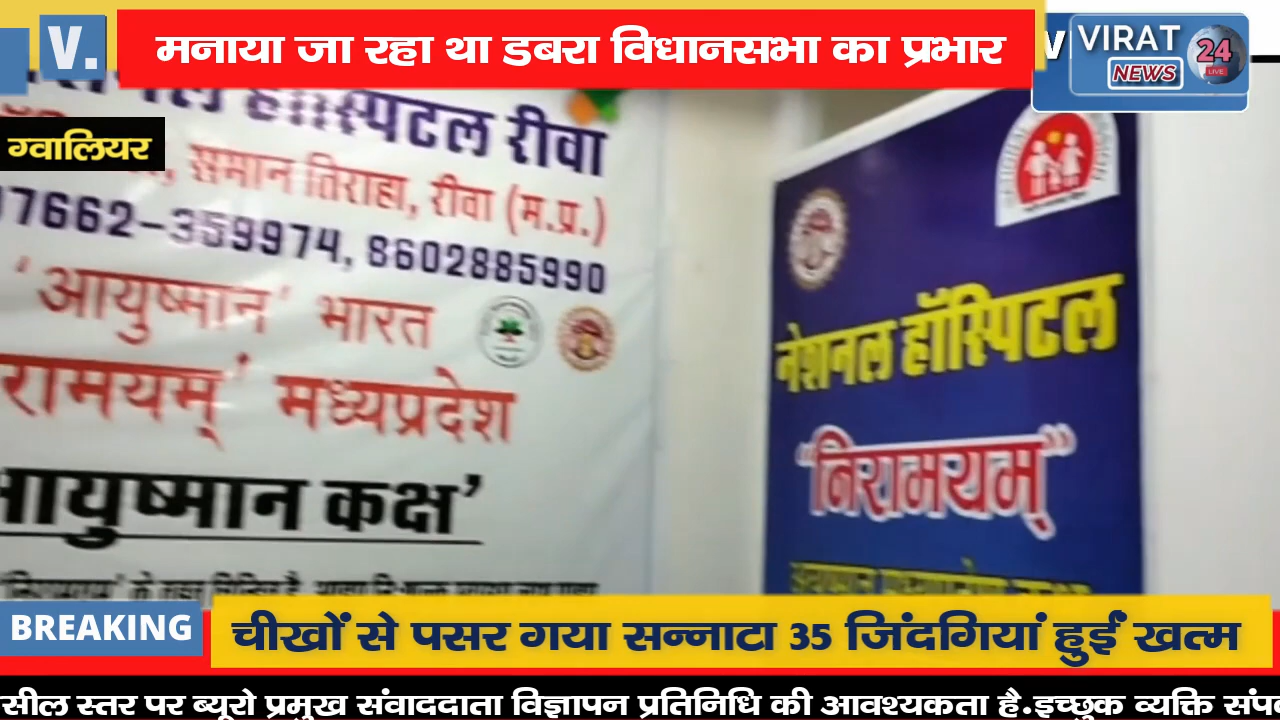 V.
मनाया जा रहा था डबरा विधानसभा का प्रभार
VIRAT
24
LIVE
NEWS
ग्वालियर
हॉस्पिटल रीवा
समान तिराहा, रीवा (म.प्र.)
07662-359974, 8602885990
'आयुष्मान' भारत
मध्यप्रदेश
आयुष्मान कक्ष'
नेशनल हॉस्पिटल
"निरामयम्"
BREAKING
चीखों से पसर गया सन्नाटा 35 जिंदगियां हुईं खत्म
स्तर पर ब्यूरो प्रमुख संवाददाता विज्ञापन प्रतिनिधि की आवश्यकता है.इच्छुक व्यक्ति